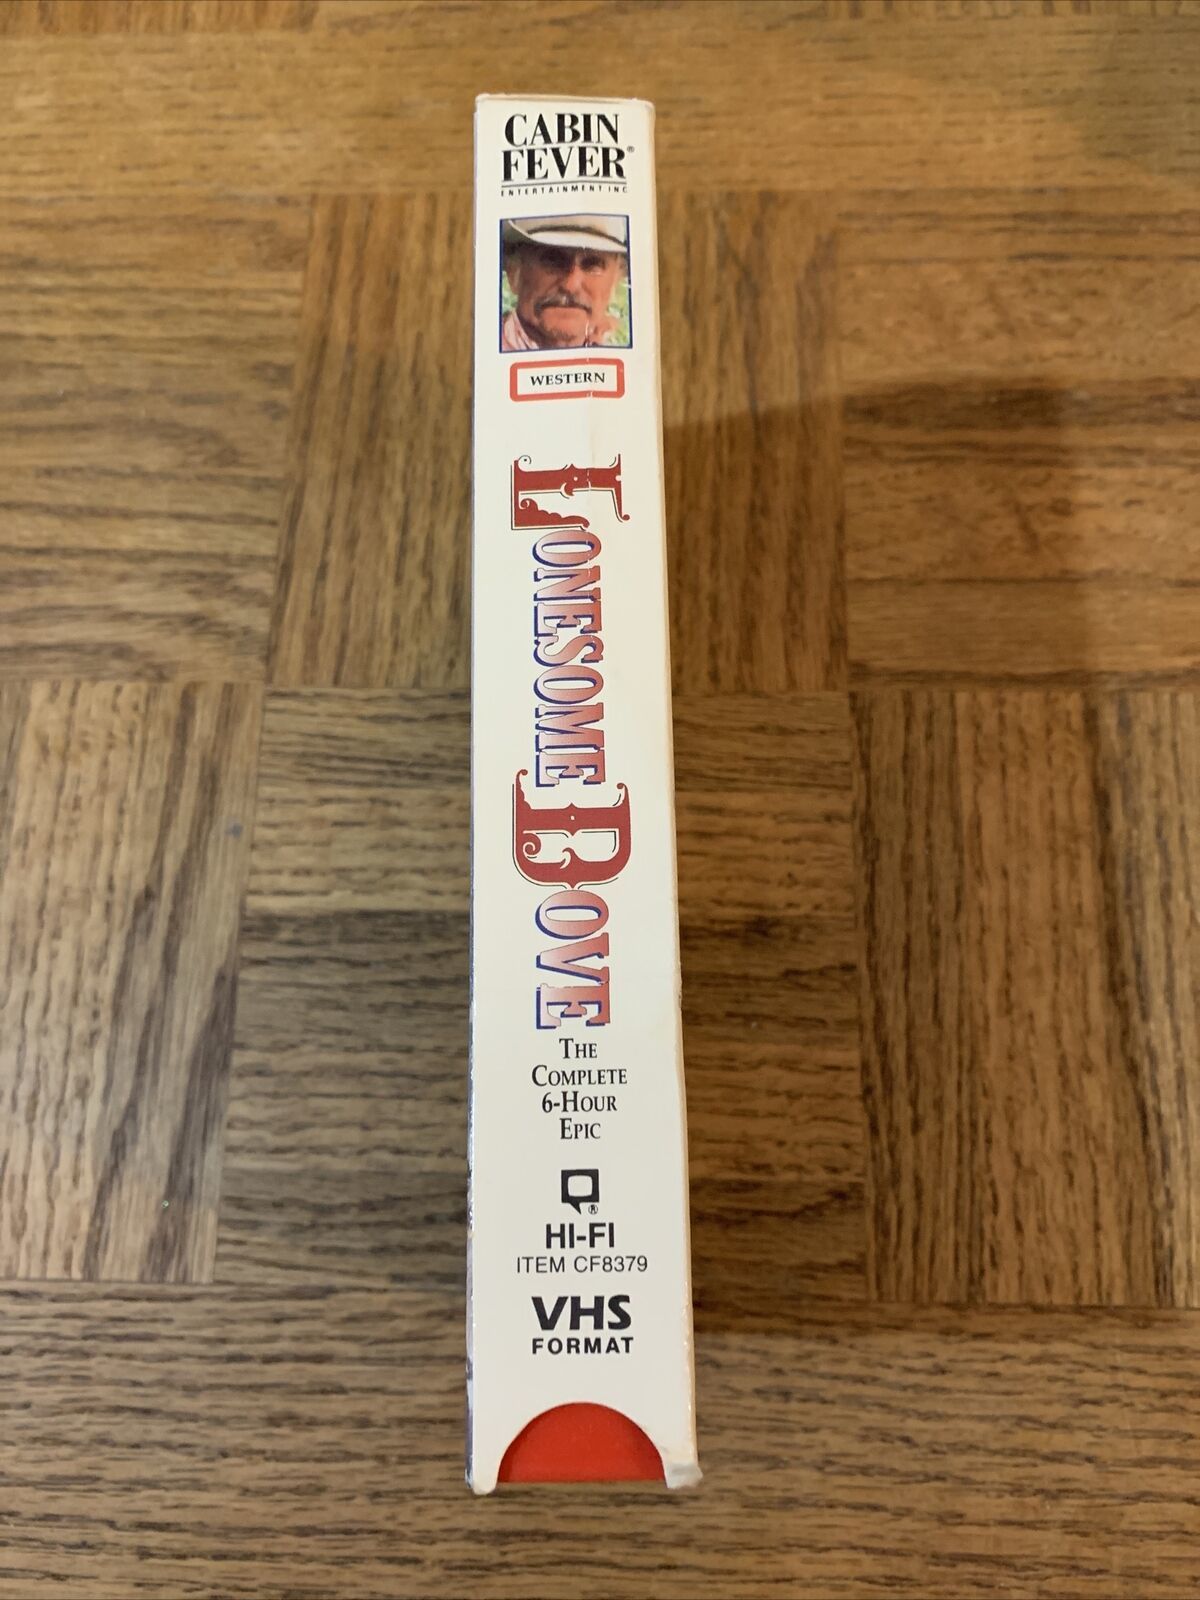 CABIN
FEVER®
ENTERTAINMENT INC
WESTERN
LONESOME DOVE
THE
COMPLETE
6-HOUR
EPIC
®
HI-FI
ITEM CF8379
VHS
FORMAT